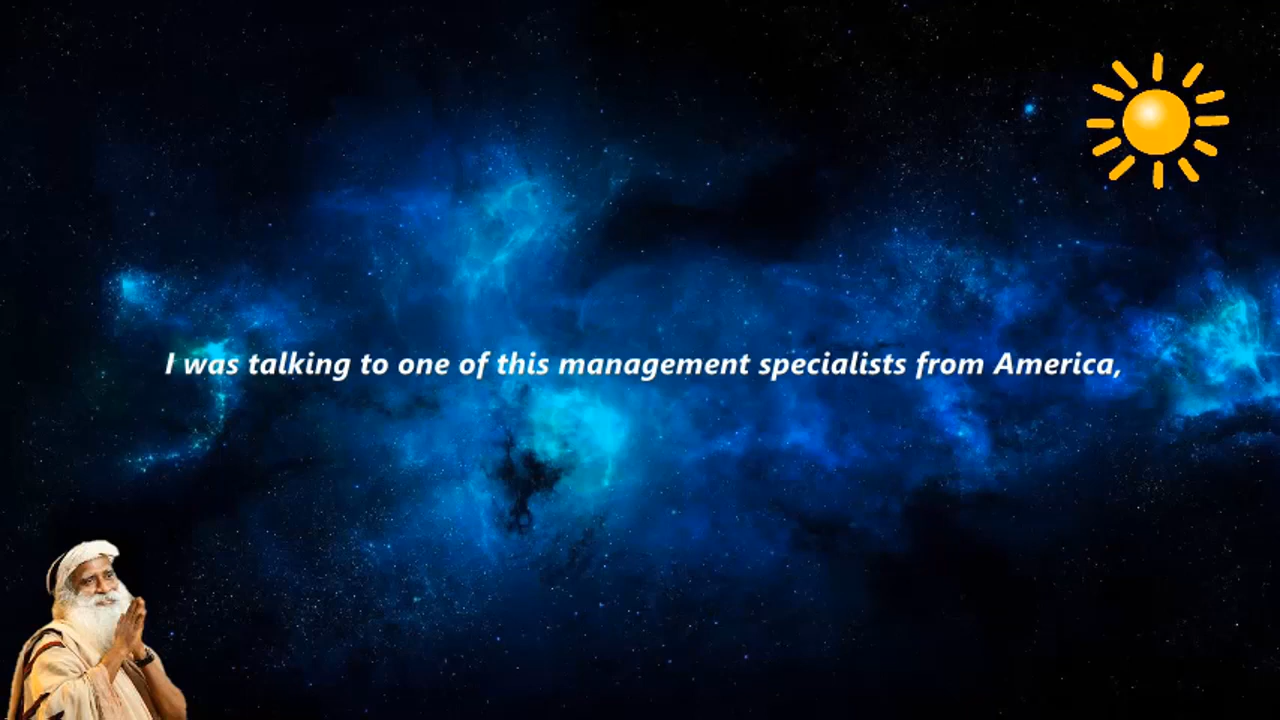 I was talking to one of this management specialists from America,